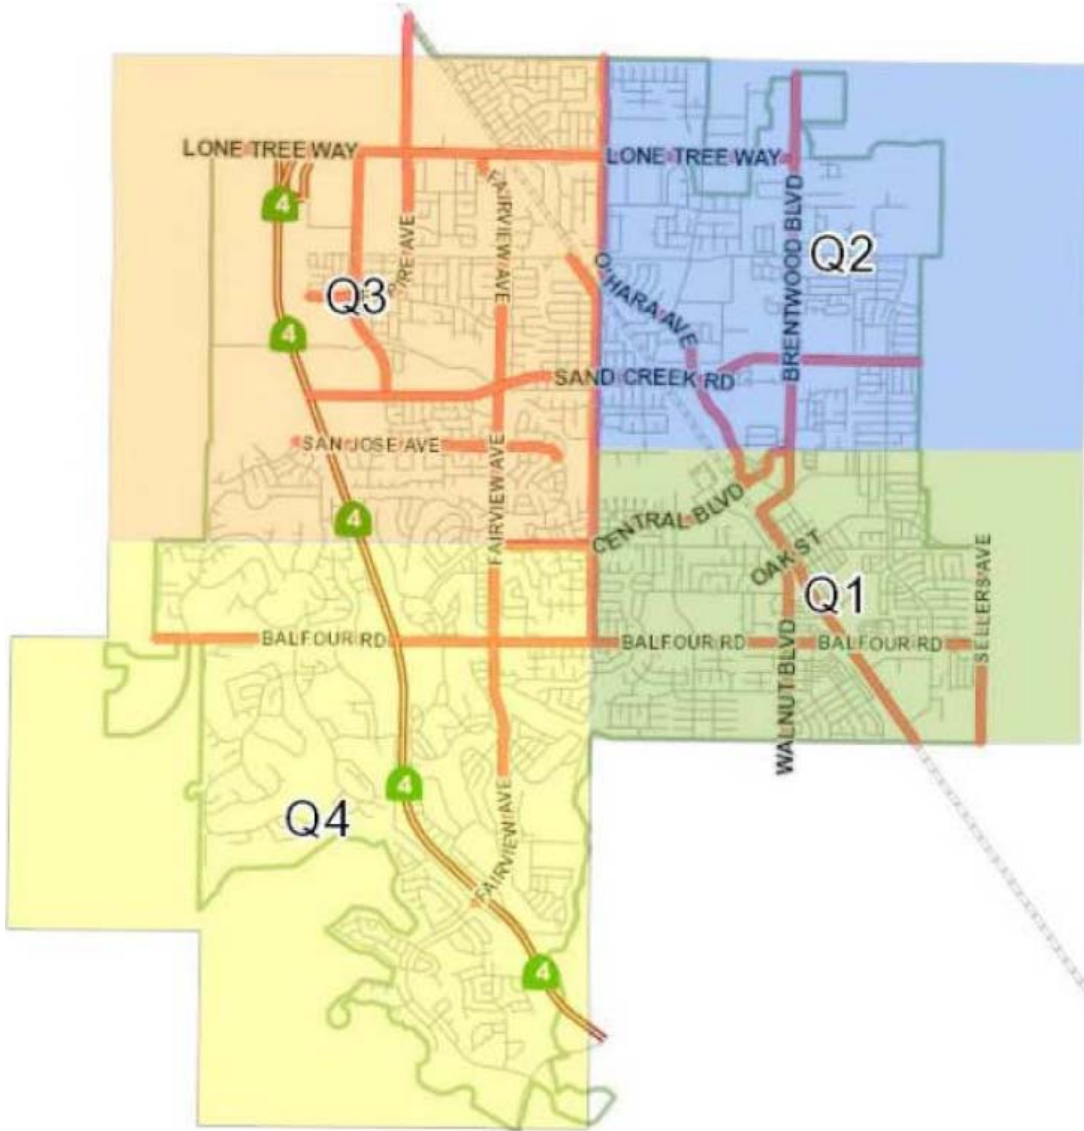 LONE TREE WAY
LONE TREE WAY
4
FAIRVIEW AVE
BRENTWOOD BLVD
Q2
O'HARA AVE
Q3
RE AVE
4
SAND CREEK RD
SAN JOSE AVE
FAIRVIEW AVE
4
CENTRAL BLVD
OAK ST
Q1
SELLERS AVE
BALFOUR RD
BALFOUR RD
BALFOUR RD
WALNUT BLVD
4
Q4
FAIRVIEW AVE
4